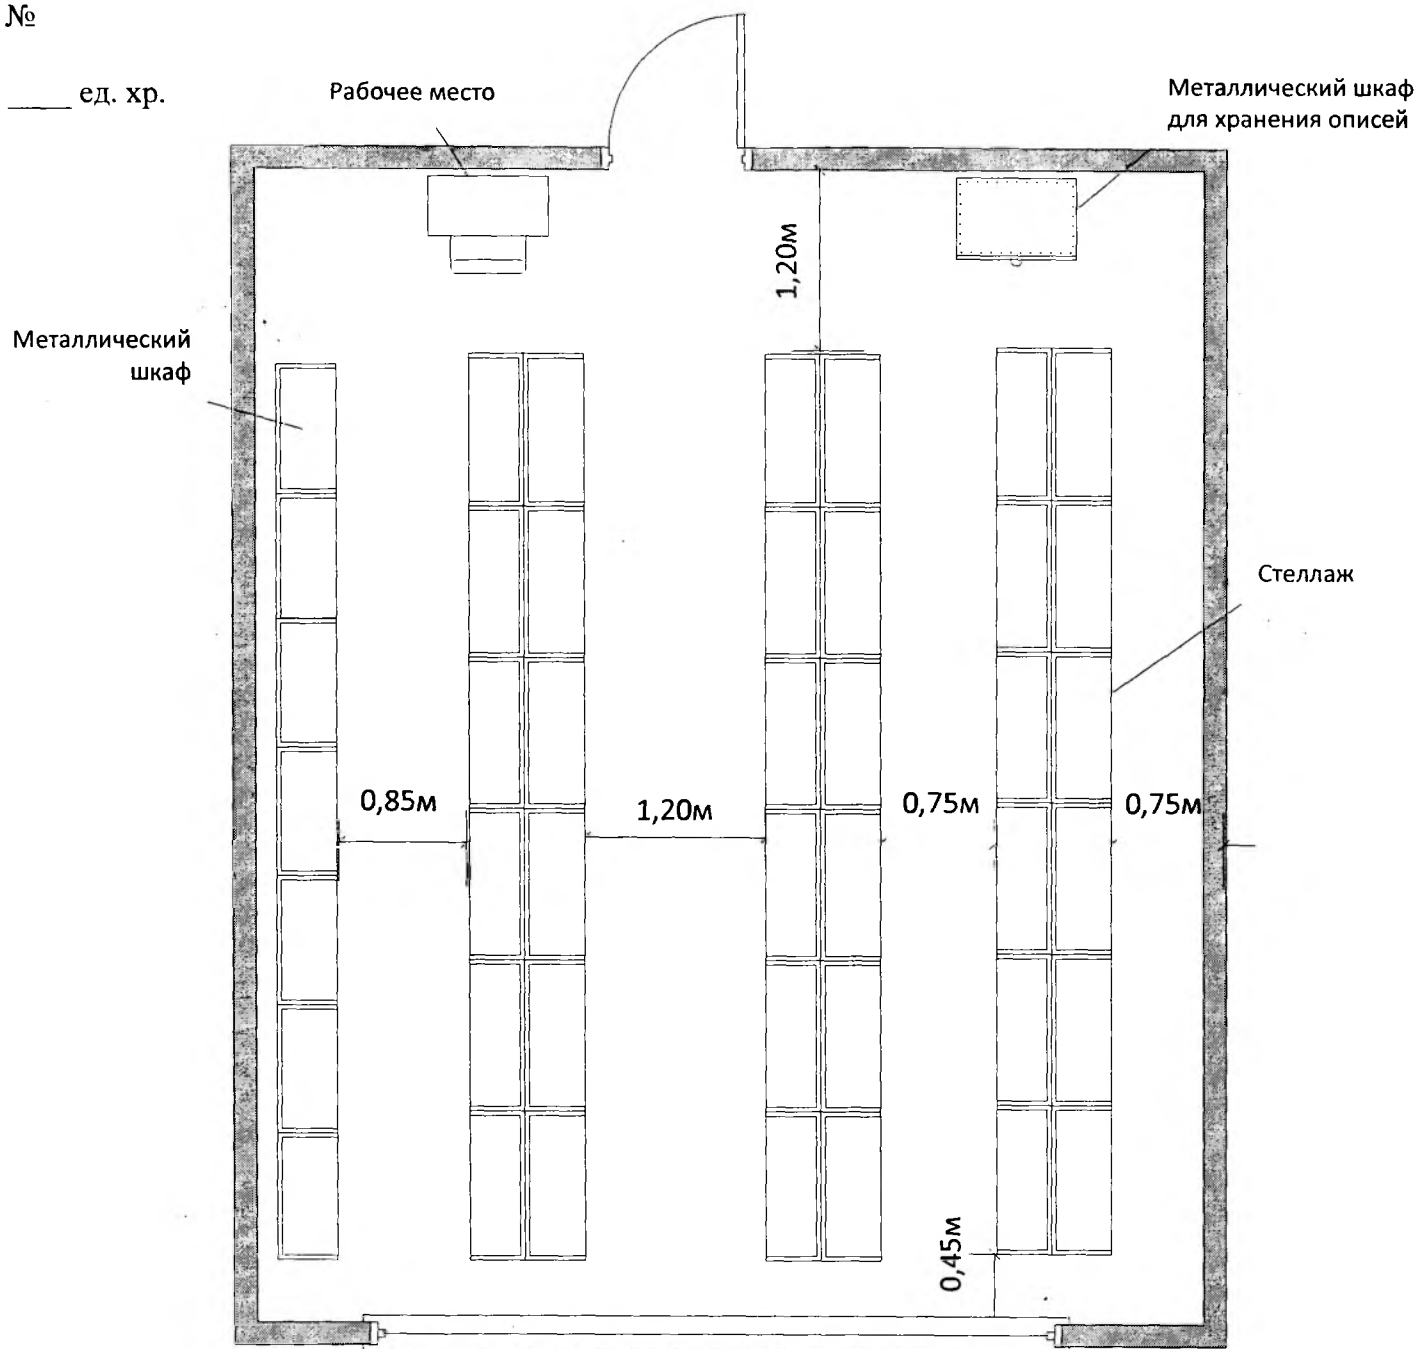 №
____ ед. хр.
Рабочее место
Металлический шкаф
для хранения описей
1,20м
Металлический
шкаф
Стеллаж
0,85м
1,20м
0,75м
0,75м
0,45м